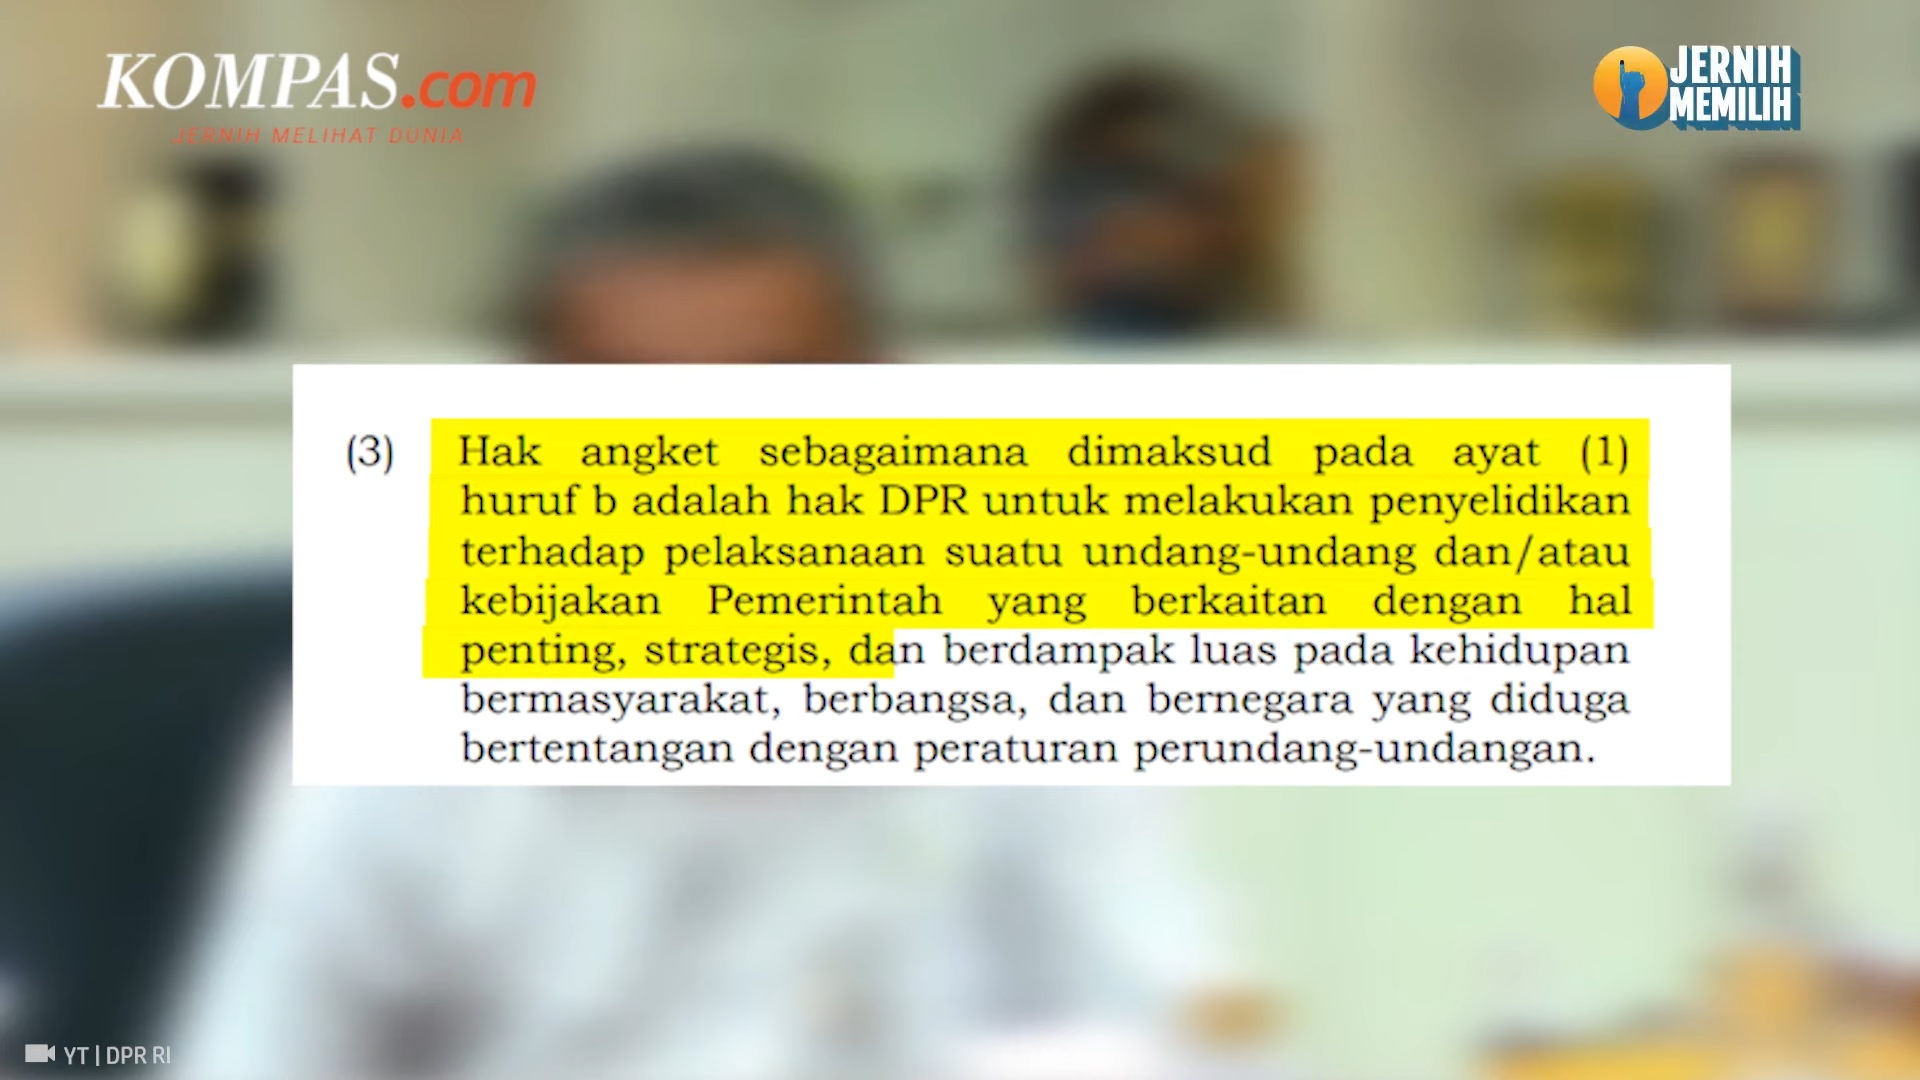 KOMPAS.com
JERNIH MELIHAT DUNIA
JERNIH
MEMILIH
(3) Hak angket sebagaimana dimaksud pada ayat (1)
huruf b adalah hak DPR untuk melakukan penyelidikan
terhadap pelaksanaan suatu undang-undang dan/atau
kebijakan Pemerintah yang berkaitan dengan hal
penting, strategis, dan berdampak luas pada kehidupan
bermasyarakat, berbangsa, dan bernegara yang diduga
bertentangan dengan peraturan perundang-undangan.
YT | DPR RI